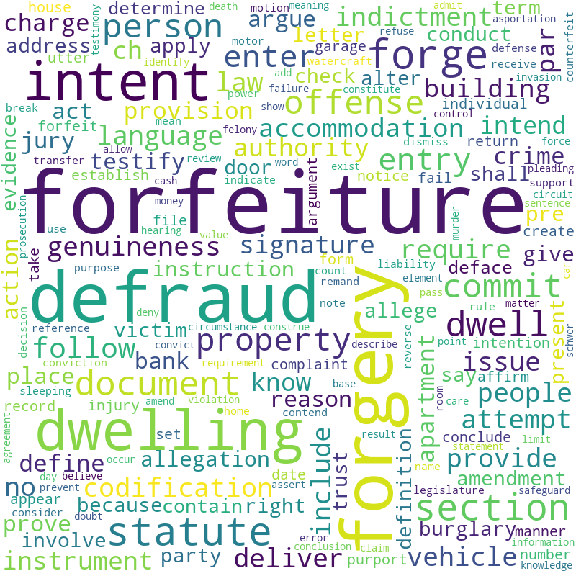 house determine death motion meaning asportation
charge person argue indictment term admit counterfeit
address utter testimony ch motor garage refuse defense
intent apply enter letter forge conduct par
identify law check watercraft receive invasion
break act provision offense add failure alter constitute individual building
mean forfeit language power show control
evidence jury authority accommodation intend
transfer allow felony dismiss return force
testify review door word exist entry crime pleading
establish indicate notice fail shall support
prosecution cash argument circuit
forfeiture
use file money hearing pre create sentence
take genuineness signature require give murder
action purpose instruction form value count liability deface element
decision deny remand allege commit ca
defraud
reference victim circumstance construe note pass rule matter
follow convict property describe reverse dwell schver
conviction requirement complaint base point intention present
place bank know issue
sleeping document reason say affirm people
record injury amend violation home contend apartment room care
agreement dwelling set result attempt
day occur allegation date trust conclude statement limit
define believe prevent assert include provide
no appear codification definition name
consider doubt because contain right amendment legislature safeguard
prove statute error burglary manner
involve party conclusion claim forgery section information
instrument deliver purport vehicle number knowledge